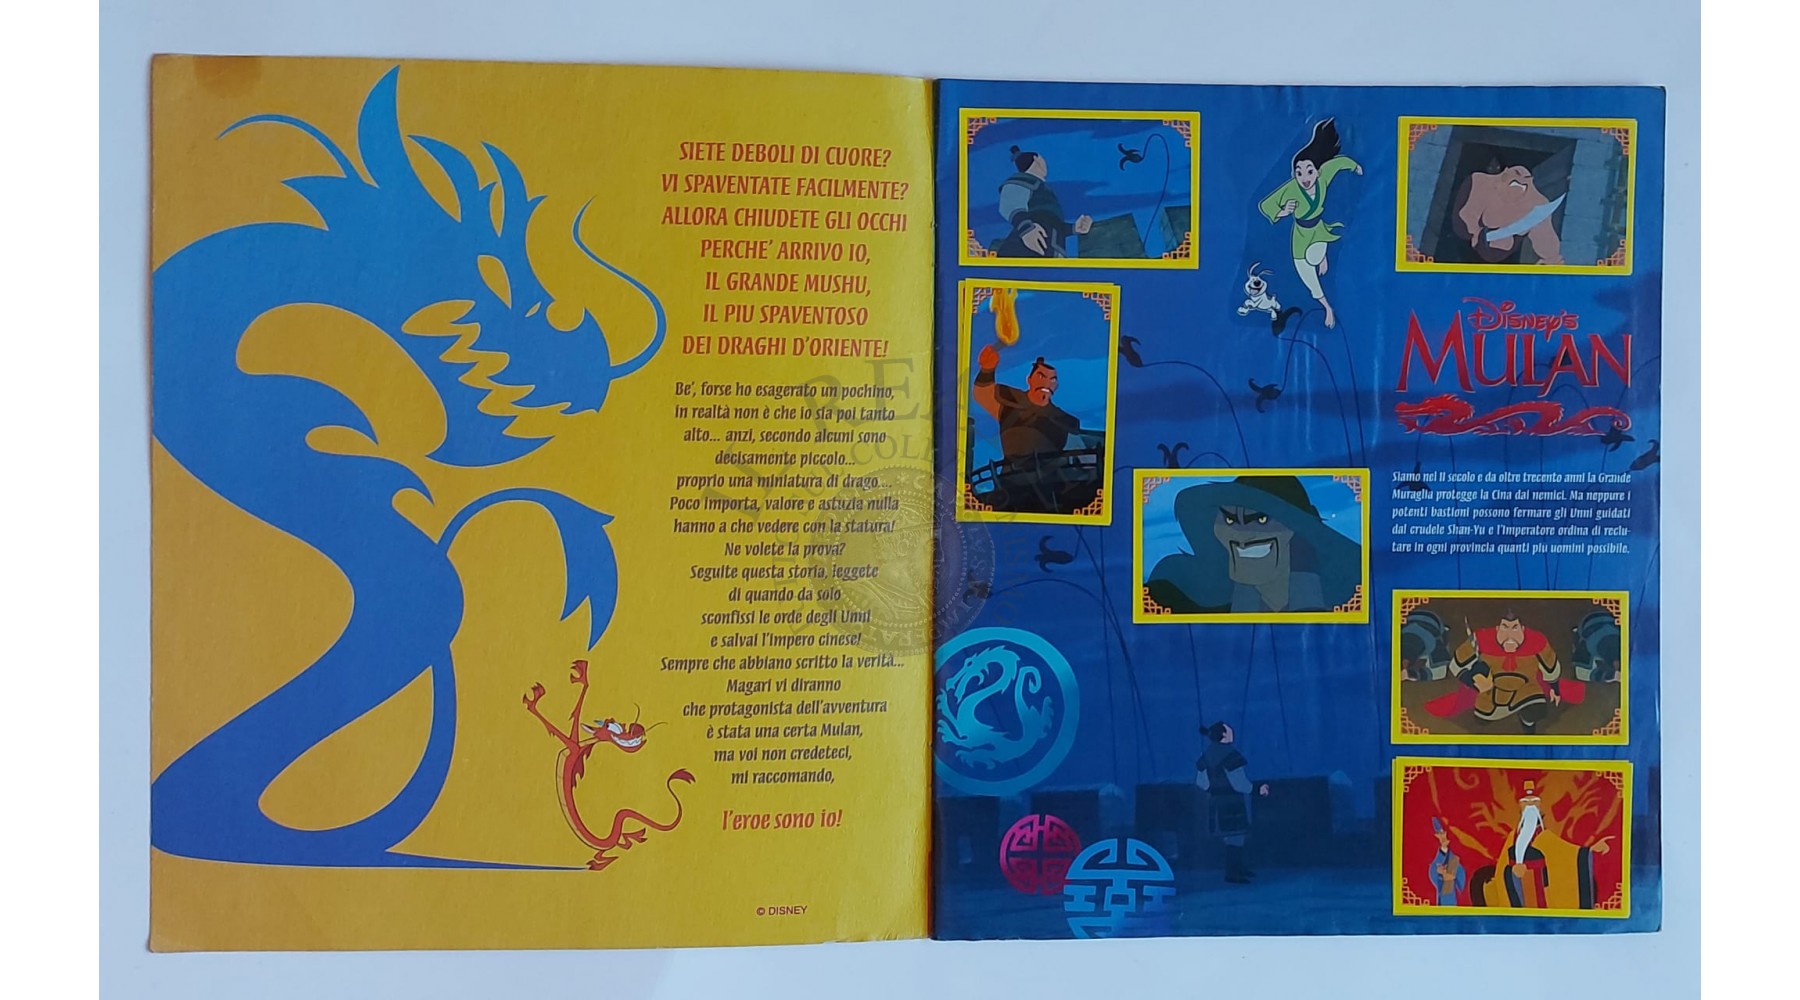 SIETE DEBOLI DI CUORE?
VI SPAVENTATE FACILMENTE?
ALLORA CHIUDETE GLI OCCHI
PERCHE' ARRIVO IO,
IL GRANDE MUSHU,
IL PIU SPAVENTOSO
DEI DRAGHI D'ORIENTE!
Be', forse ho esagerato un pochino,
in realtà non è che io sia poi tanto
alto... anzi, secondo alcuni sono
decisamente piccolo...
proprio una miniatura di drago....
Poco importa, valore e astuzia nulla
hanno a che vedere con la statura!
Ne volete la prova?
Seguite questa storia, leggete
di quando da solo
sconfissi le orde degli Unni
e salvai l'impero cinese!
Sempre che abbiano scritto la verità...
Magari vi diranno
che protagonista dell'avventura
è stata una certa Mulan,
ma voi non credeteci,
mi raccomando,
l'eroe sono io!
© DISNEY
DISNEY'S
MULAN
Siamo nel II secolo e da oltre trecento anni la Grande
Muraglia protegge la Cina dai nemici. Ma neppure i
potenti bastioni possono fermare gli Unni guidati
dal crudele Shan-Yu e l'Imperatore ordina di reclu-
tare in ogni provincia quanti più uomini possibile.